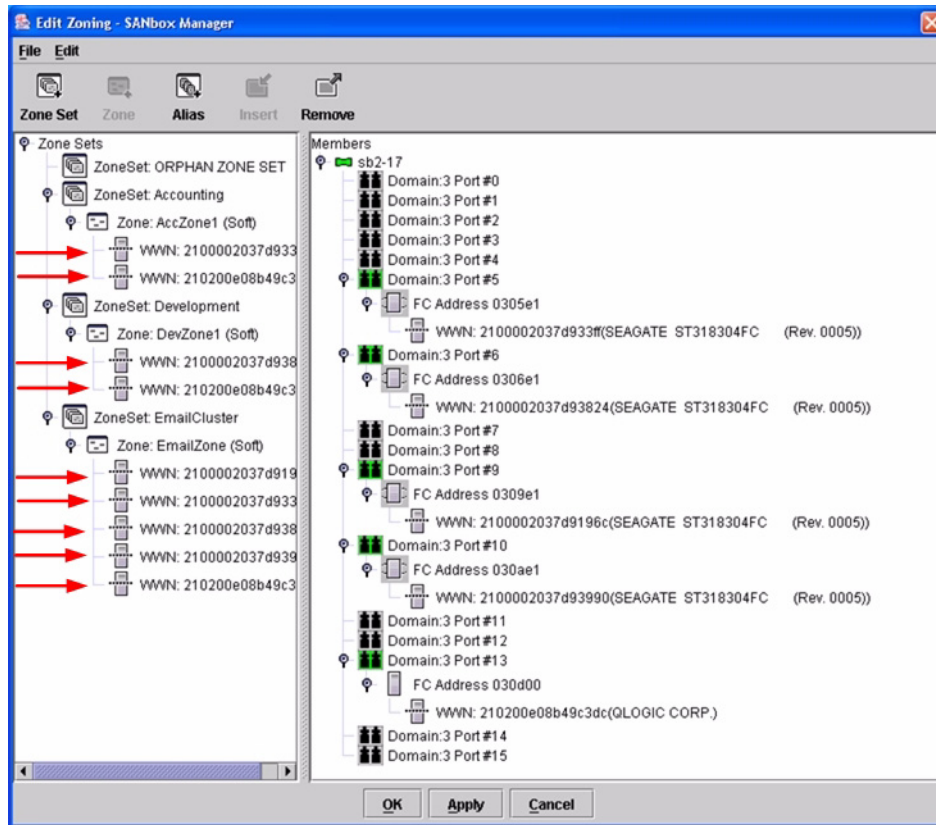 Edit Zoning - SANbox Manager
File Edit
Zone Set Zone Alias Insert Remove
Zone Sets
ZoneSet: ORPHAN ZONE SET
ZoneSet: Accounting
Zone: AccZone1 (Soft)
WWN: 2100002037d933
WWN: 210200e08b49c3
ZoneSet: Development
Zone: DevZone1 (Soft)
WWN: 2100002037d938
WWN: 210200e08b49c3
ZoneSet: EmailCluster
Zone: EmailZone (Soft)
WWN: 2100002037d919
WWN: 2100002037d933
WWN: 2100002037d938
WWN: 2100002037d939
WWN: 210200e08b49c3
Members
sb2-17
Domain:3 Port #0
Domain:3 Port #1
Domain:3 Port #2
Domain:3 Port #3
Domain:3 Port #4
Domain:3 Port #5
FC Address 0305e1
WWN: 2100002037d933ff(SEAGATE ST318304FC (Rev. 0005))
Domain:3 Port #6
FC Address 0306e1
WWN: 2100002037d93824(SEAGATE ST318304FC (Rev. 0005))
Domain:3 Port #7
Domain:3 Port #8
Domain:3 Port #9
FC Address 0309e1
WWN: 2100002037d9196c(SEAGATE ST318304FC (Rev. 0005))
Domain:3 Port #10
FC Address 030ae1
WWN: 2100002037d93990(SEAGATE ST318304FC (Rev. 0005))
Domain:3 Port #11
Domain:3 Port #12
Domain:3 Port #13
FC Address 030d00
WWN: 210200e08b49c3dc(QLOGIC CORP.)
Domain:3 Port #14
Domain:3 Port #15
OK Apply Cancel